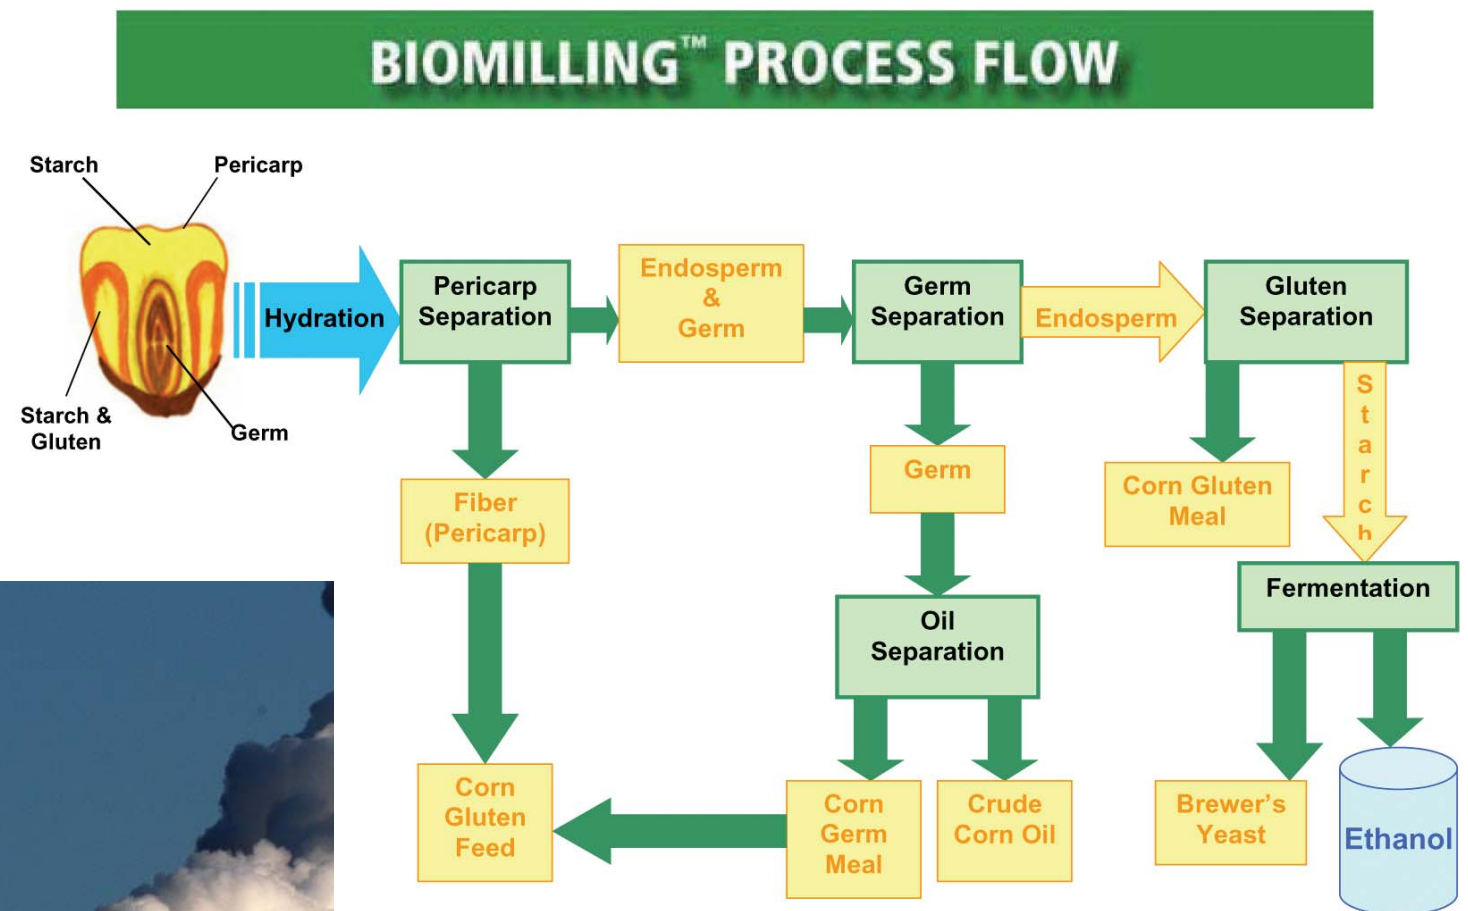 BIOMILLING™ PROCESS FLOW
Starch
Pericarp
Starch &
Gluten
Germ
Hydration
Pericarp
Separation
Endosperm
&
Germ
Germ
Separation
Endosperm
Gluten
Separation
Fiber
(Pericarp)
Germ
Corn Gluten
Meal
Starch
Oil
Separation
Fermentation
Corn
Gluten
Feed
Corn
Germ
Meal
Crude
Corn Oil
Brewer's
Yeast
Ethanol